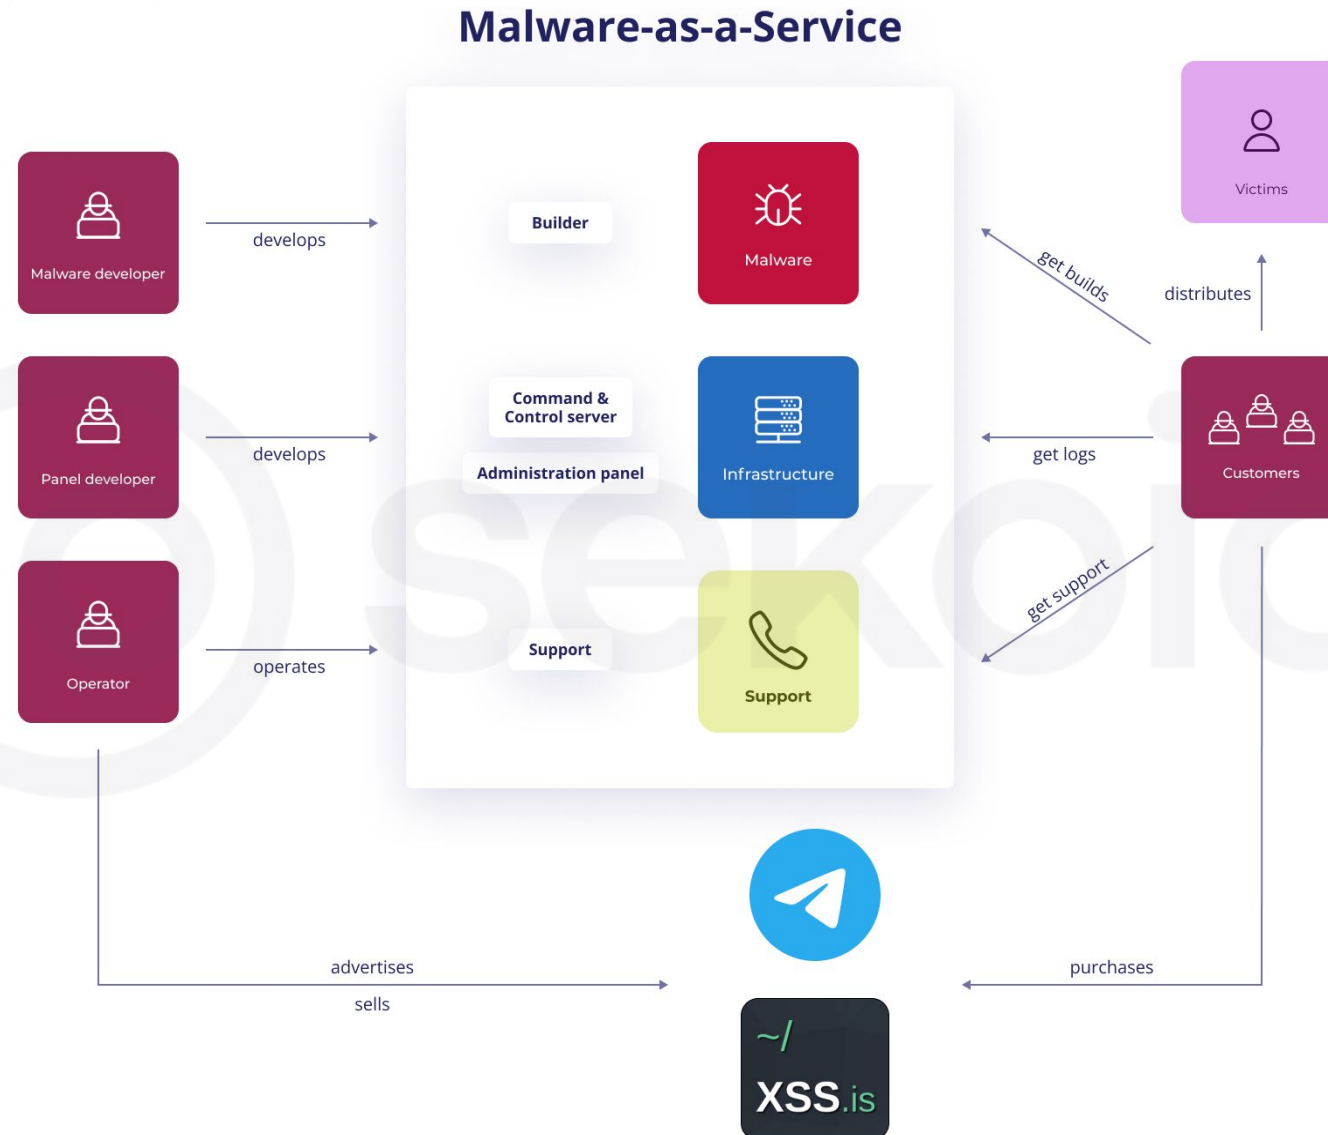 Malware-as-a-Service
Malware developer
develops
Builder
Malware
get builds
distributes
Victims
Panel developer
develops
Command &
Control server
Administration panel
Infrastructure
get logs
Customers
Operator
operates
Support
Support
get support
advertises
sells
purchases
~/
XSS.is
sekoia